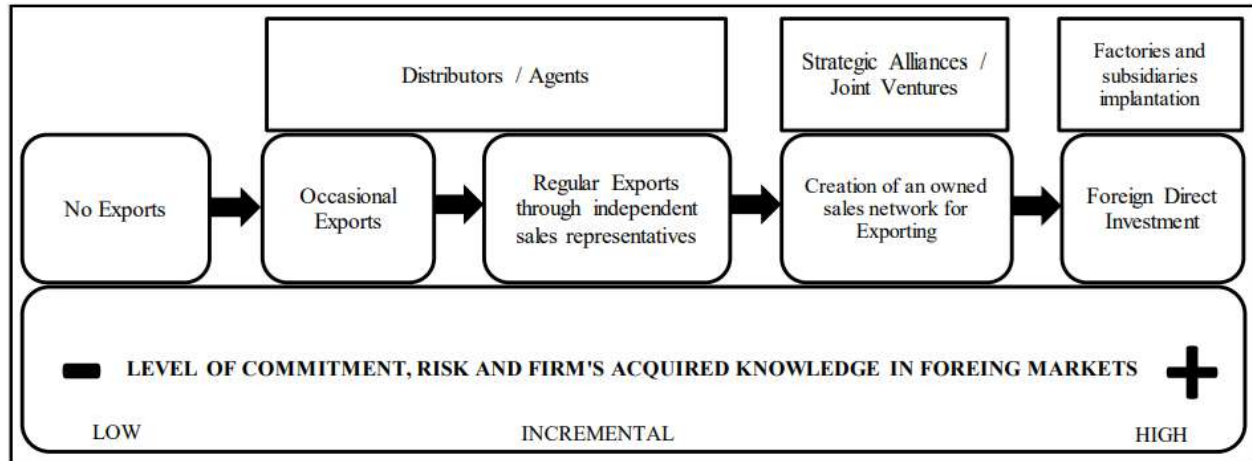 Distributors / Agents
Strategic Alliances /
Joint Ventures
Factories and
subsidiaries
implantation
No Exports
Occasional
Exports
Regular Exports
through independent
sales representatives
Creation of an owned
sales network for
Exporting
Foreign Direct
Investment
- LEVEL OF COMMITMENT, RISK AND FIRM'S ACQUIRED KNOWLEDGE IN FOREING MARKETS +
LOW INCREMENTAL HIGH